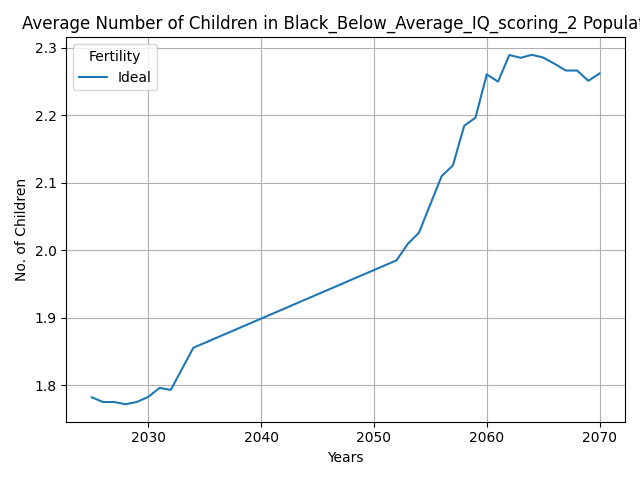 Average Number of Children in Black_Below_Average_IQ_scoring_2 Populat
Fertility
Ideal
2.3
2.2
2.1
2.0
1.9
1.8
No. of Children
2030 2040 2050 2060 2070
Years